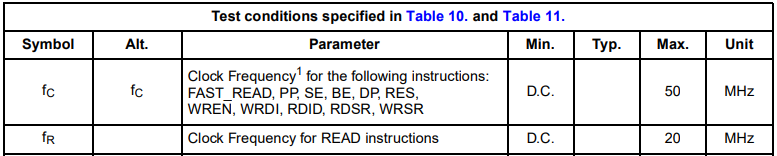 Test conditions specified in Table 10. and Table 11.
Symbol Alt. Parameter Min. Typ. Max. Unit
fC fC Clock Frequency1 for the following instructions: FAST_READ, PP, SE, BE, DP, RES, WREN, WRDI, RDID, RDSR, WRSR D.C. 50 MHz
fR Clock Frequency for READ instructions D.C. 20 MHz